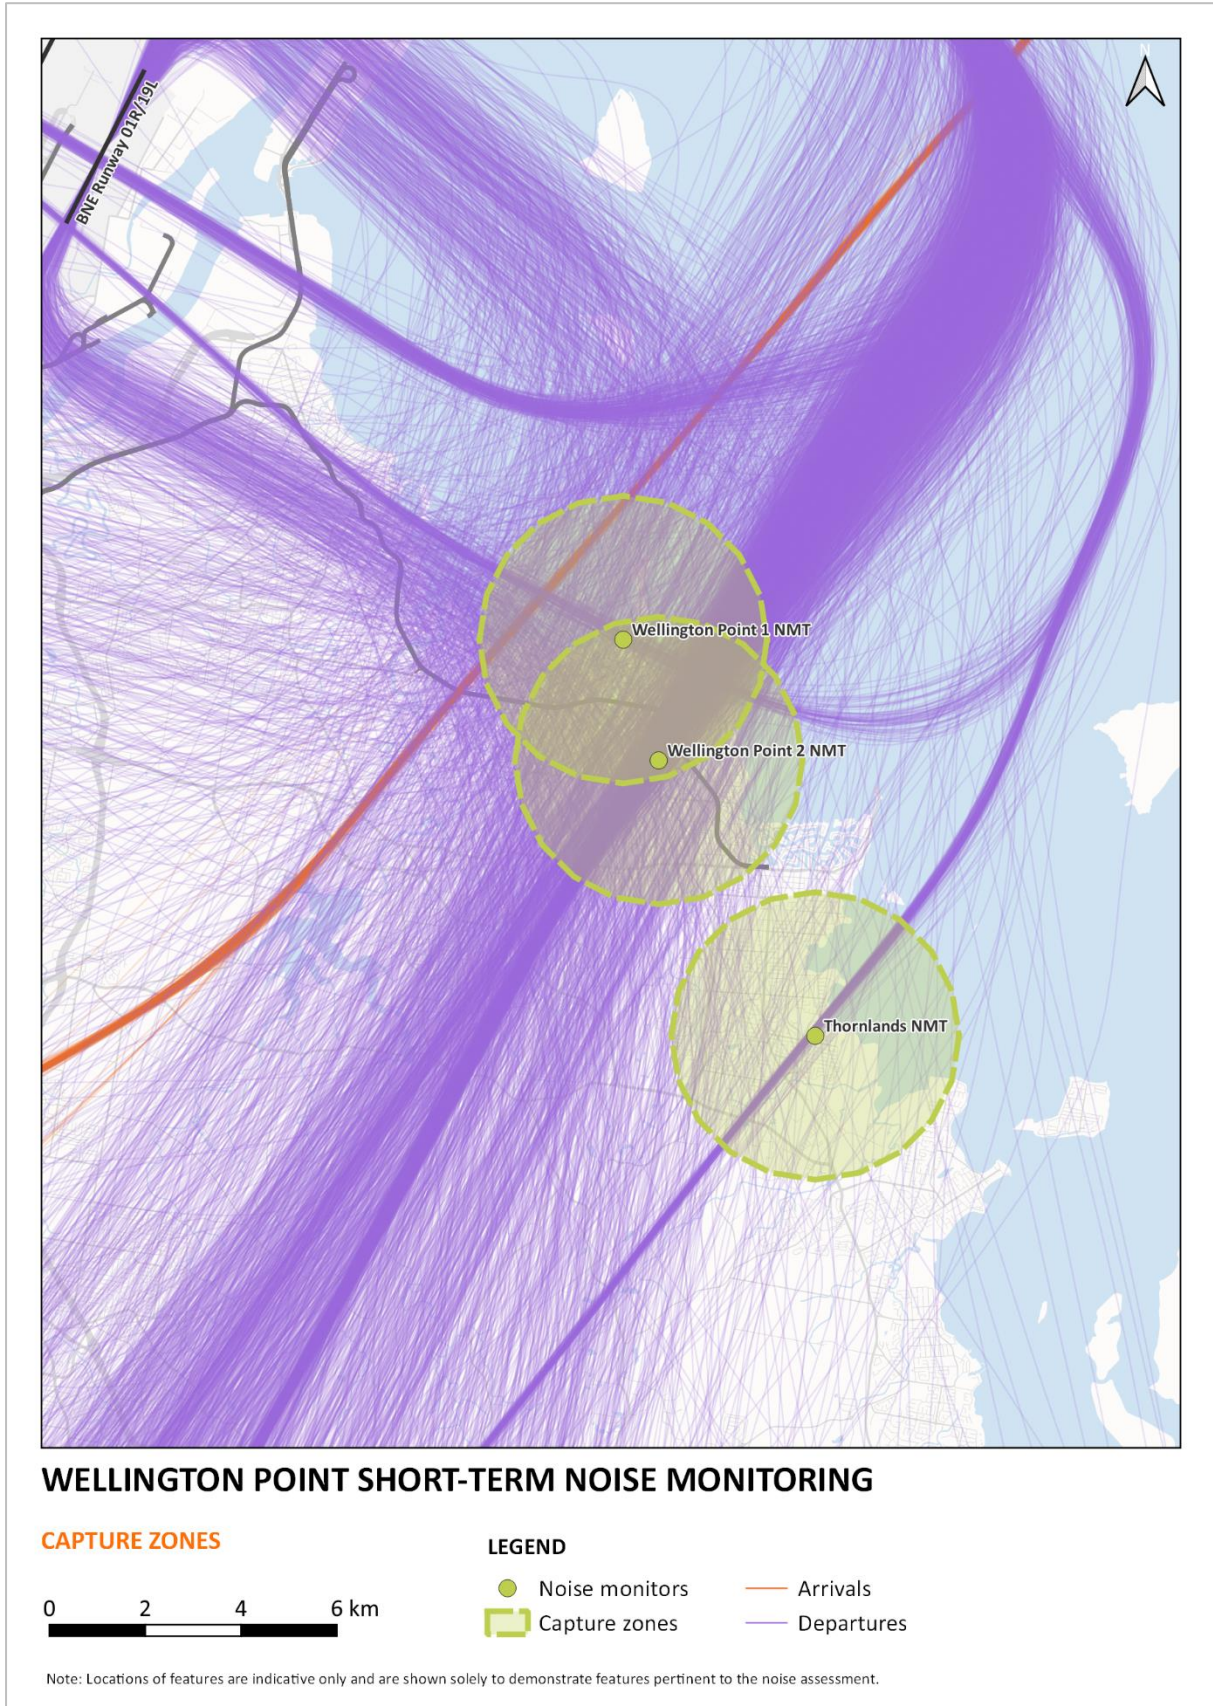 N
BNE Runway 01R/19L
Wellington Point 1 NMT
Wellington Point 2 NMT
Thornlands NMT
WELLINGTON POINT SHORT-TERM NOISE MONITORING
CAPTURE ZONES
LEGEND
Noise monitors
Arrivals
0 2 4 6 km
Capture zones
Departures
Note: Locations of features are indicative only and are shown solely to demonstrate features pertinent to the noise assessment.